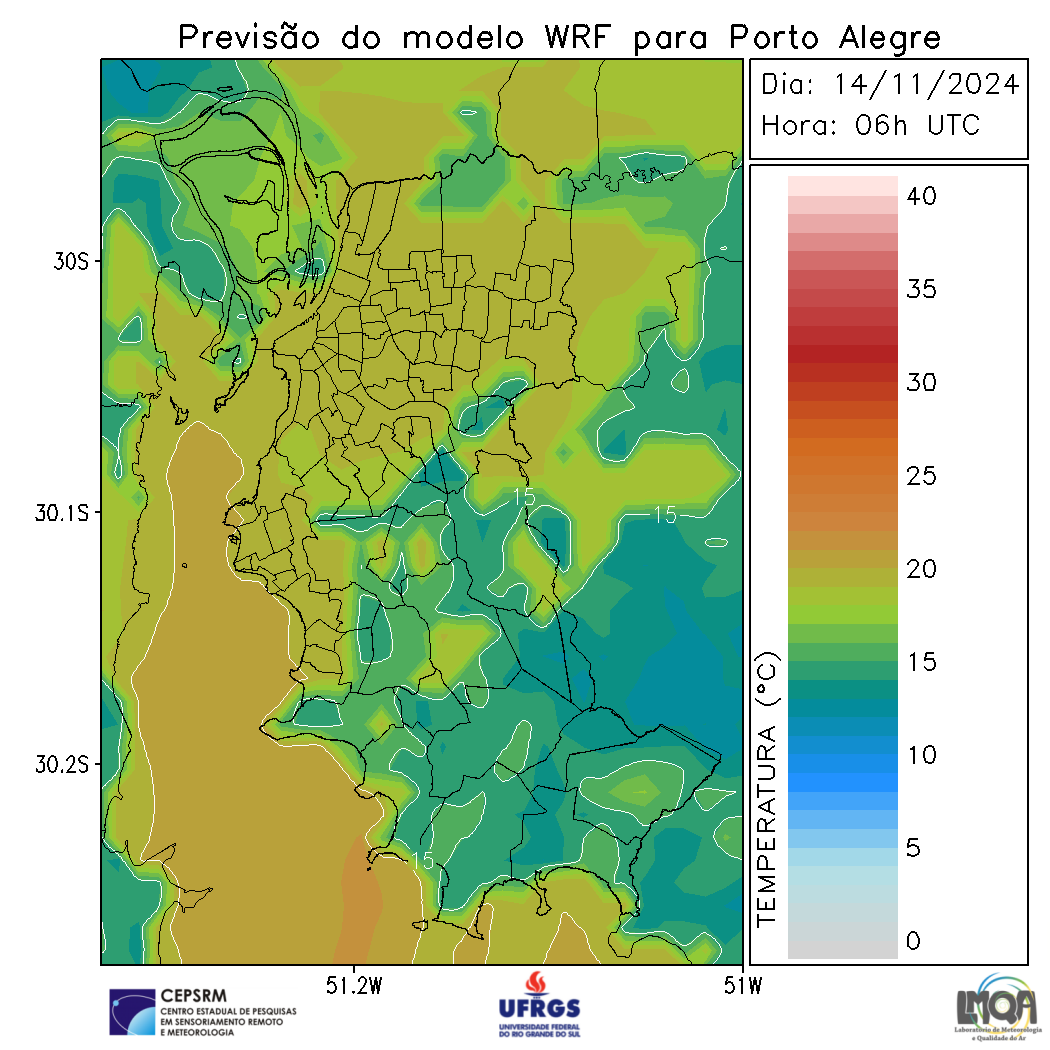 Previsão do modelo WRF para Porto Alegre
Dia: 14/11/2024
Hora: 06h UTC
30S
30.1S
30.2S
51.2W
51W
15
15
15
TEMPERATURA (°C)
40
35
30
25
20
15
10
5
0
CEPSRM
CENTRO ESTADUAL DE PESQUISAS
EM SENSORIAMENTO REMOTO
E METEOROLOGIA
UFRGS
UNIVERSIDADE FEDERAL
DO RIO GRANDE DO SUL
LMQA
Laboratório de Meteorologia
e Qualidade do Ar